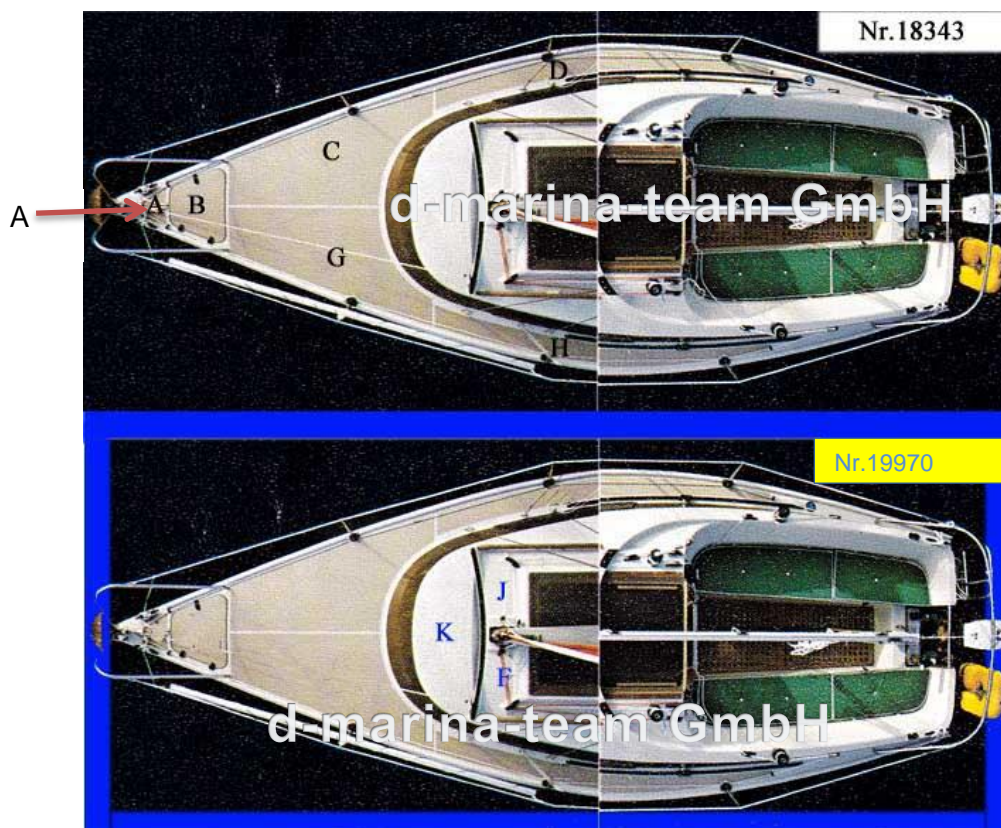 Nr.18343
D
C
A
A
B
d-marina-team GmbH
G
H
Nr.19970
J
K
F
d-marina-team GmbH